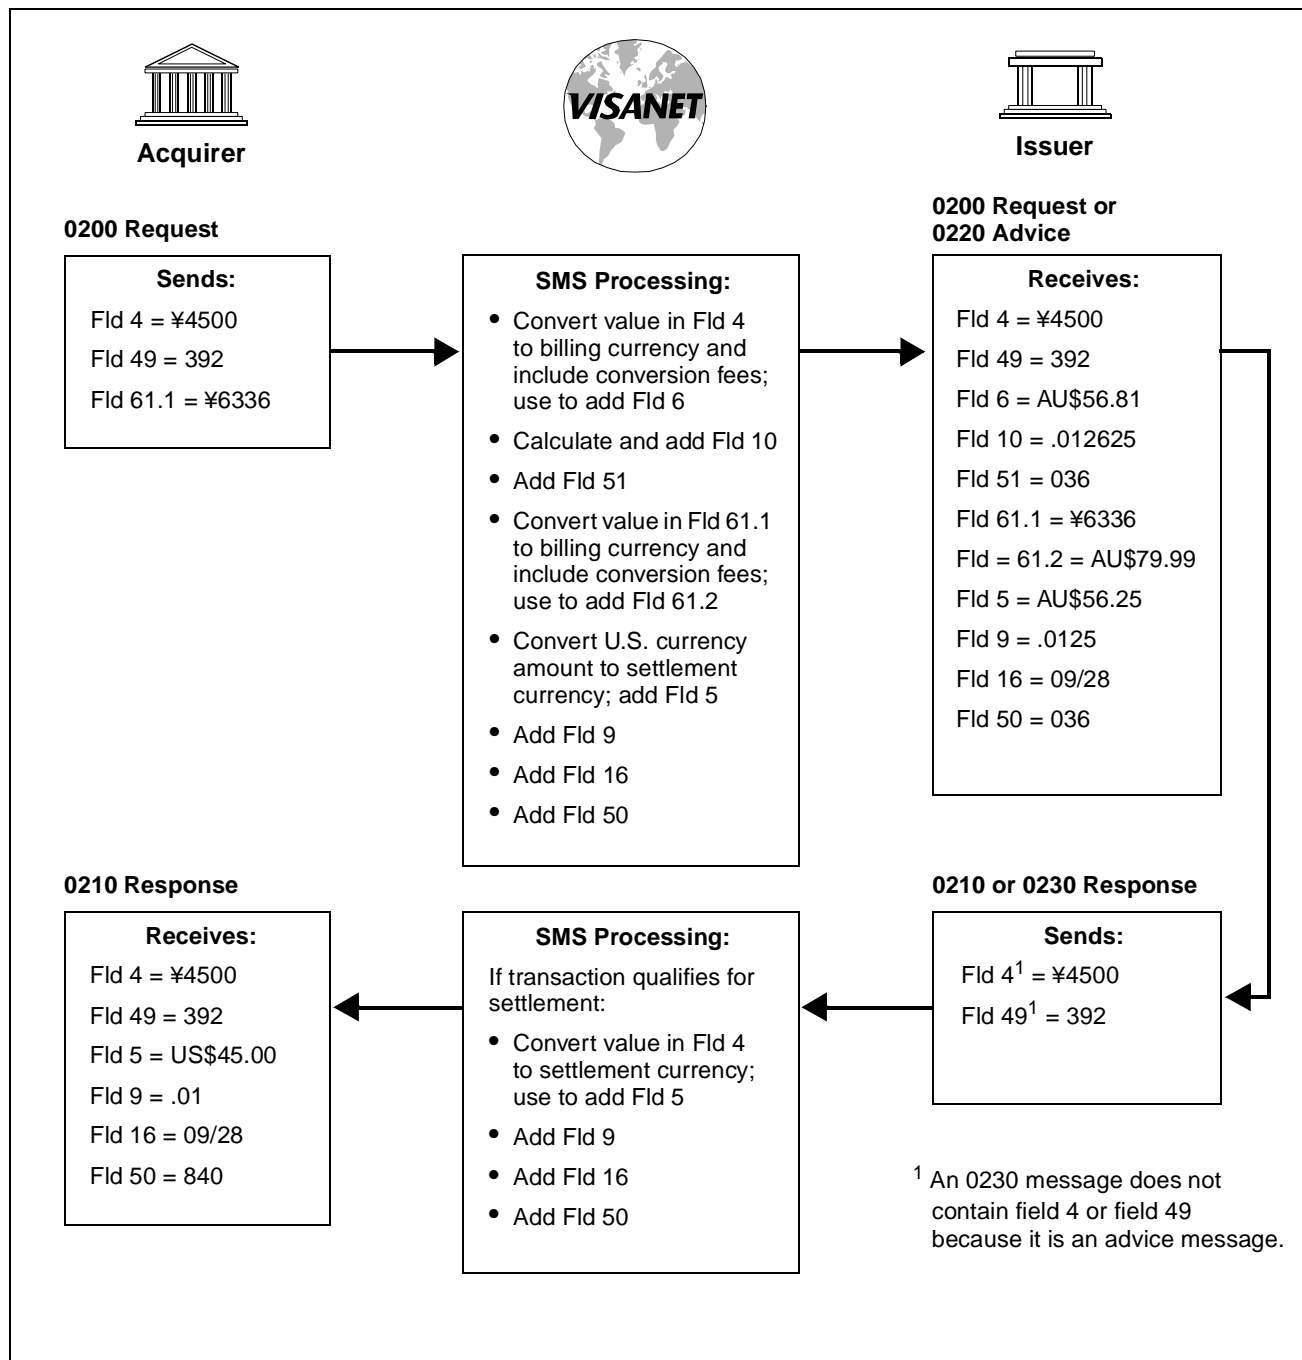 Acquirer
VISANET
Issuer
0200 Request
Sends:
Fld 4 = ¥4500
Fld 49 = 392
Fld 61.1 = ¥6336
SMS Processing:
• Convert value in Fld 4
to billing currency and
include conversion fees;
use to add Fld 6
• Calculate and add Fld 10
• Add Fld 51
• Convert value in Fld 61.1
to billing currency and
include conversion fees;
use to add Fld 61.2
• Convert U.S. currency
amount to settlement
currency; add Fld 5
• Add Fld 9
• Add Fld 16
• Add Fld 50
0200 Request or
0220 Advice
Receives:
Fld 4 = ¥4500
Fld 49 = 392
Fld 6 = AU$56.81
Fld 10 = .012625
Fld 51 = 036
Fld 61.1 = ¥6336
Fld = 61.2 = AU$79.99
Fld 5 = AU$56.25
Fld 9 = .0125
Fld 16 = 09/28
Fld 50 = 036
0210 Response
Receives:
Fld 4 = ¥4500
Fld 49 = 392
Fld 5 = US$45.00
Fld 9 = .01
Fld 16 = 09/28
Fld 50 = 840
SMS Processing:
If transaction qualifies for
settlement:
• Convert value in Fld 4
to settlement currency;
use to add Fld 5
• Add Fld 9
• Add Fld 16
• Add Fld 50
0210 or 0230 Response
Sends:
Fld 4¹ = ¥4500
Fld 49¹ = 392
¹ An 0230 message does not
contain field 4 or field 49
because it is an advice message.